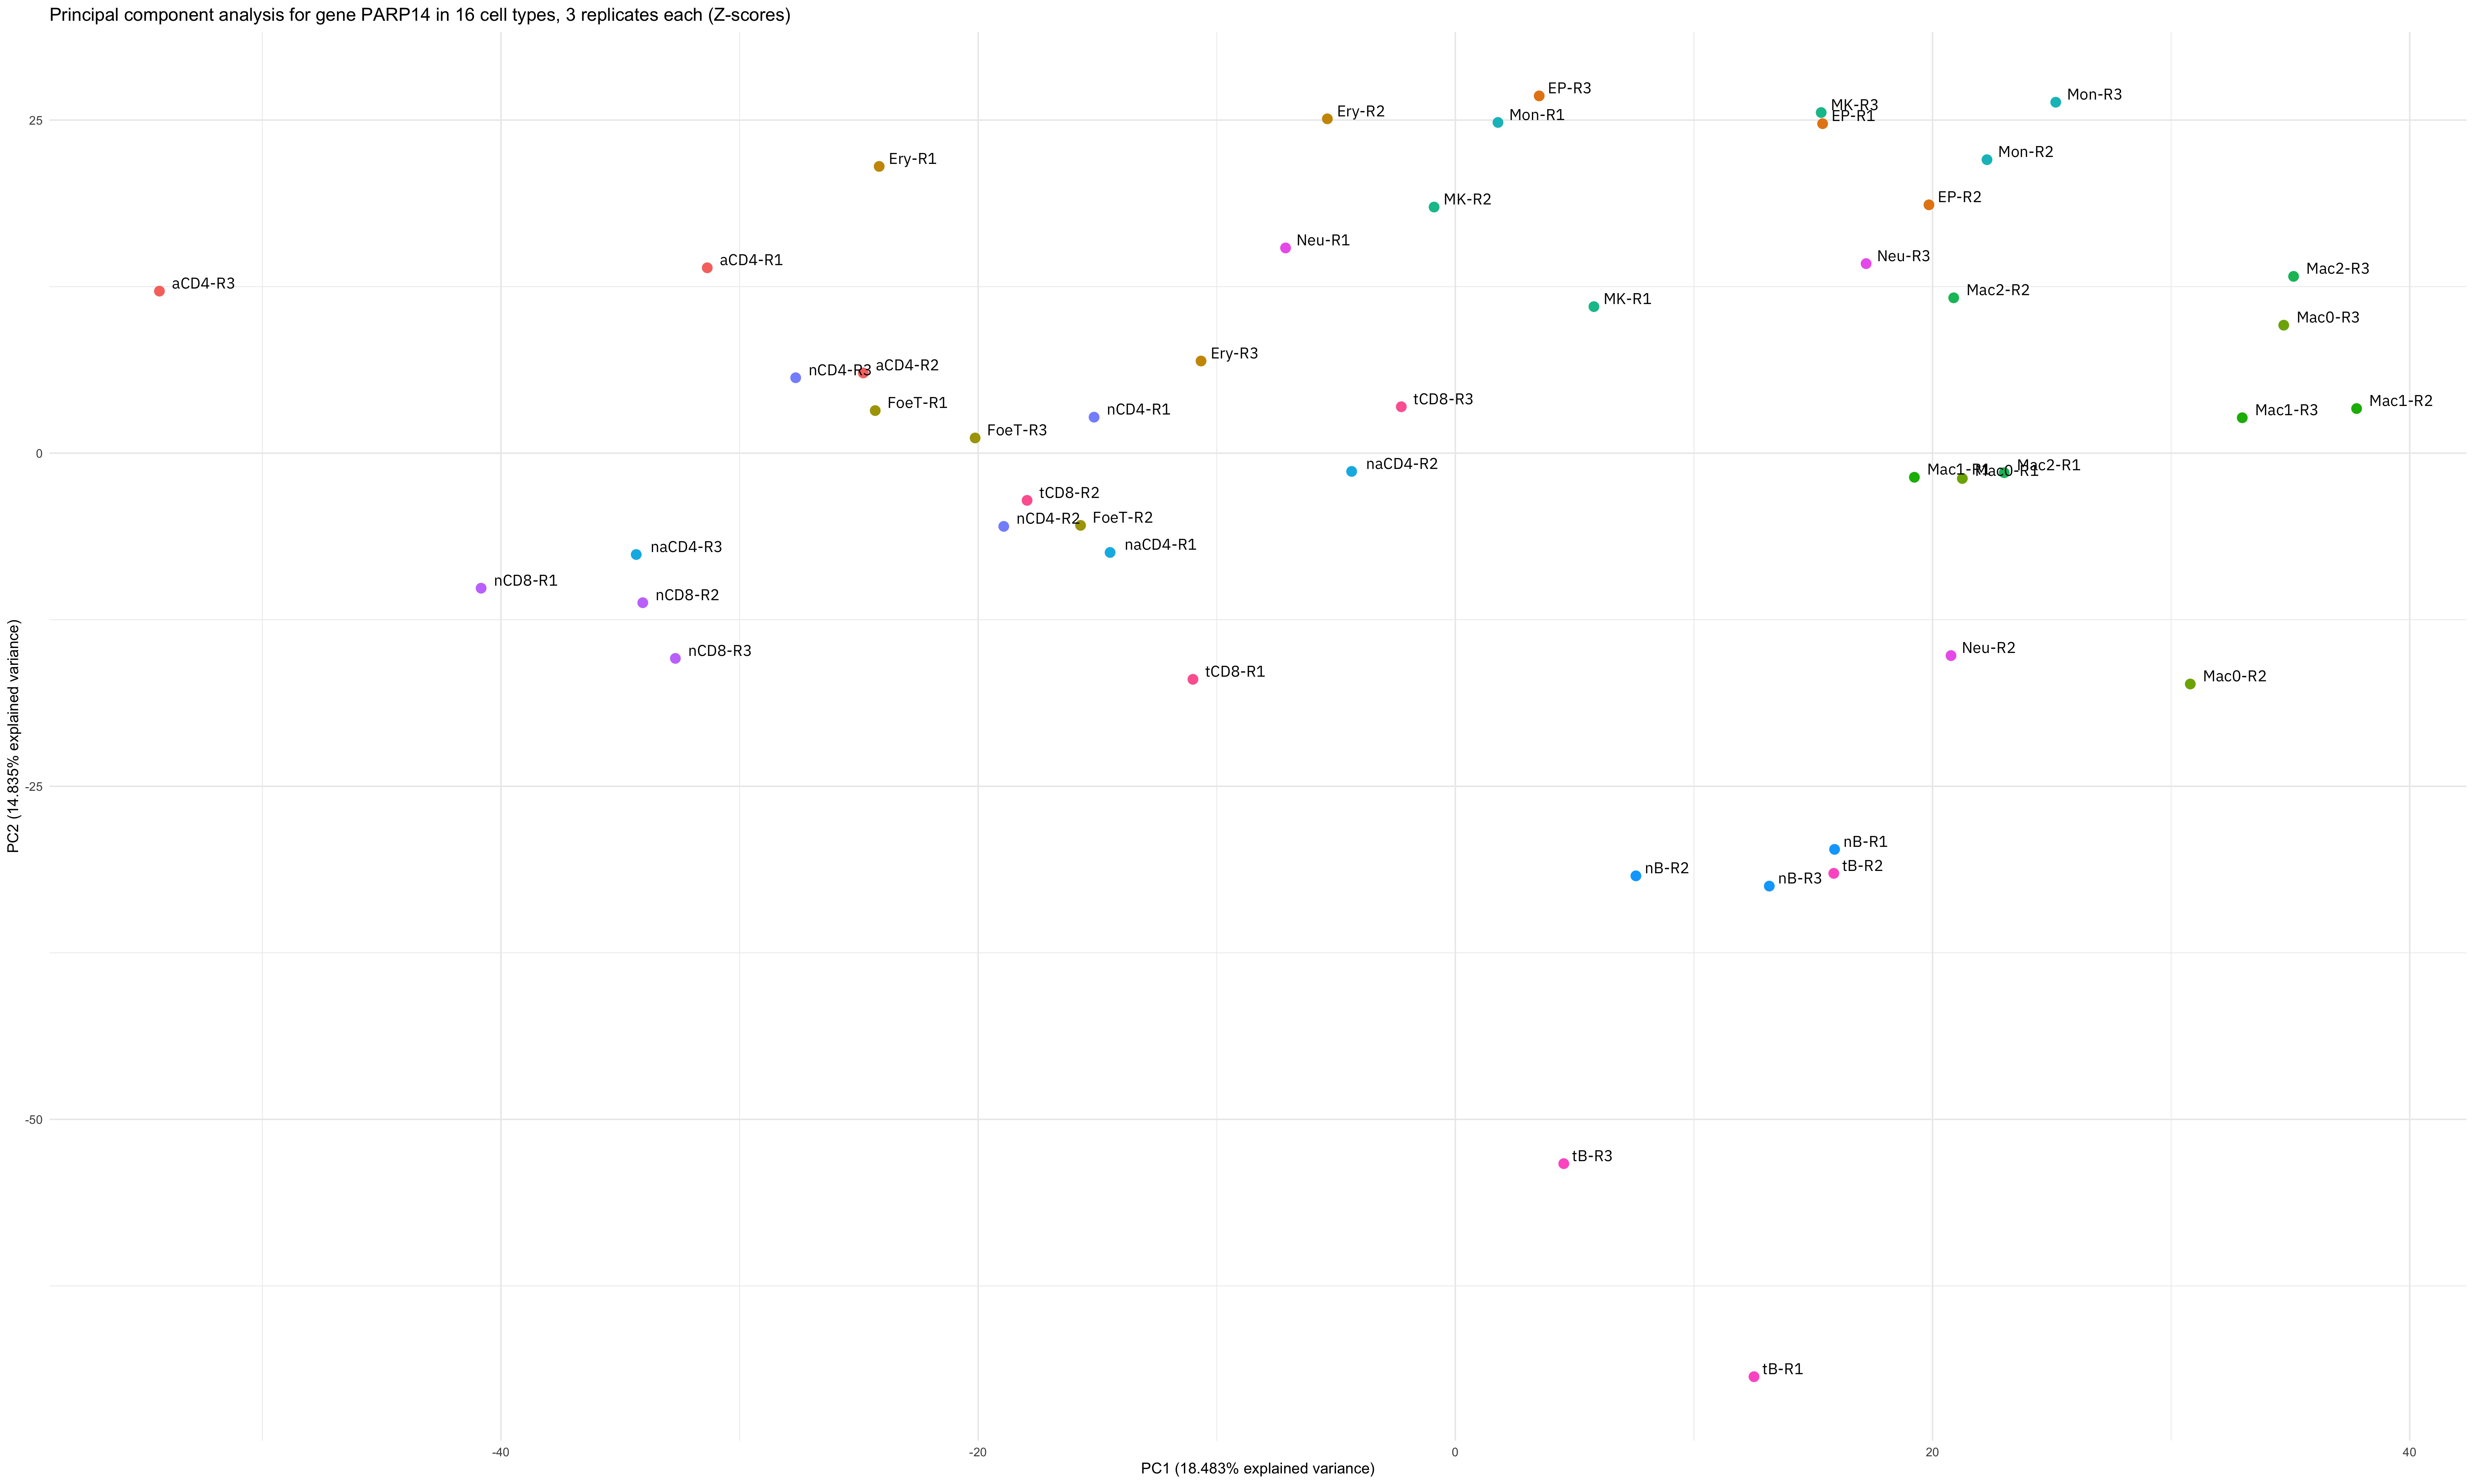 Principal component analysis for gene PARP14 in 16 cell types, 3 replicates each (Z-scores)
EP-R3
Mon-R3
MK-R3
Ery-R2
Mon-R1
EP-R1
25
Mon-R2
Ery-R1
EP-R2
MK-R2
Neu-R1
Neu-R3
aCD4-R1
Mac2-R3
aCD4-R3
Mac2-R2
MK-R1
Mac0-R3
Ery-R3
aCD4-R2
nCD4-R3
FoeT-R1
tCD8-R3
Mac1-R2
nCD4-R1
Mac1-R3
FoeT-R3
0
naCD4-R2
Mac2-R1
Mac1-R1
Mac0-R1
tCD8-R2
nCD4-R2
FoeT-R2
naCD4-R1
naCD4-R3
nCD8-R1
nCD8-R2
nCD8-R3
Neu-R2
tCD8-R1
Mac0-R2
PC2 (14.835% explained variance)
-25
nB-R1
tB-R2
nB-R2
nB-R3
-50
tB-R3
tB-R1
-40
-20
0
20
40
PC1 (18.483% explained variance)